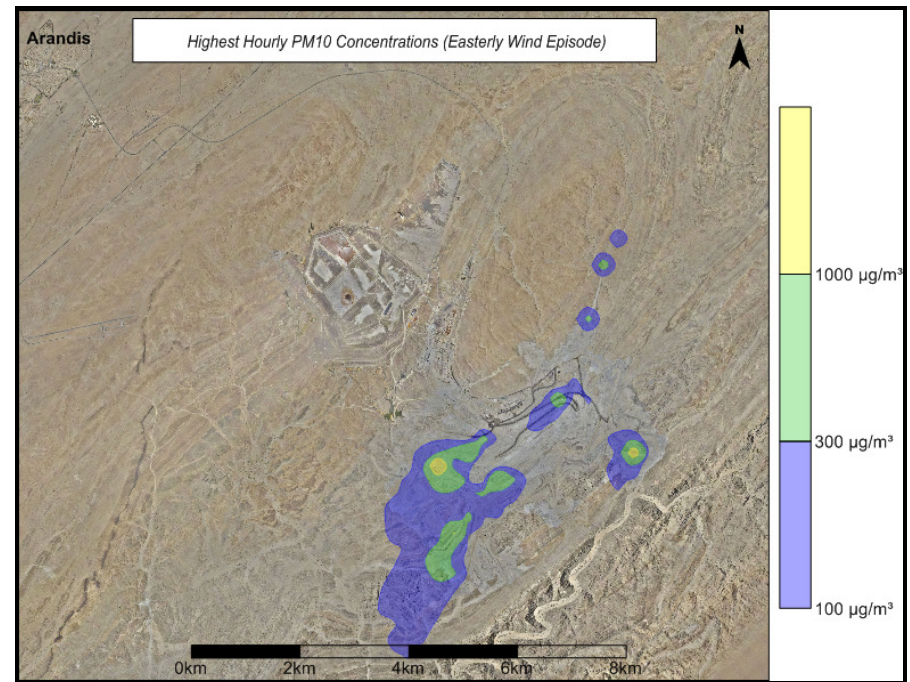 Arandis
Highest Hourly PM10 Concentrations (Easterly Wind Episode)
N
1000 µg/m³
300 µg/m³
100 µg/m³
0km 2km 4km 6km 8km